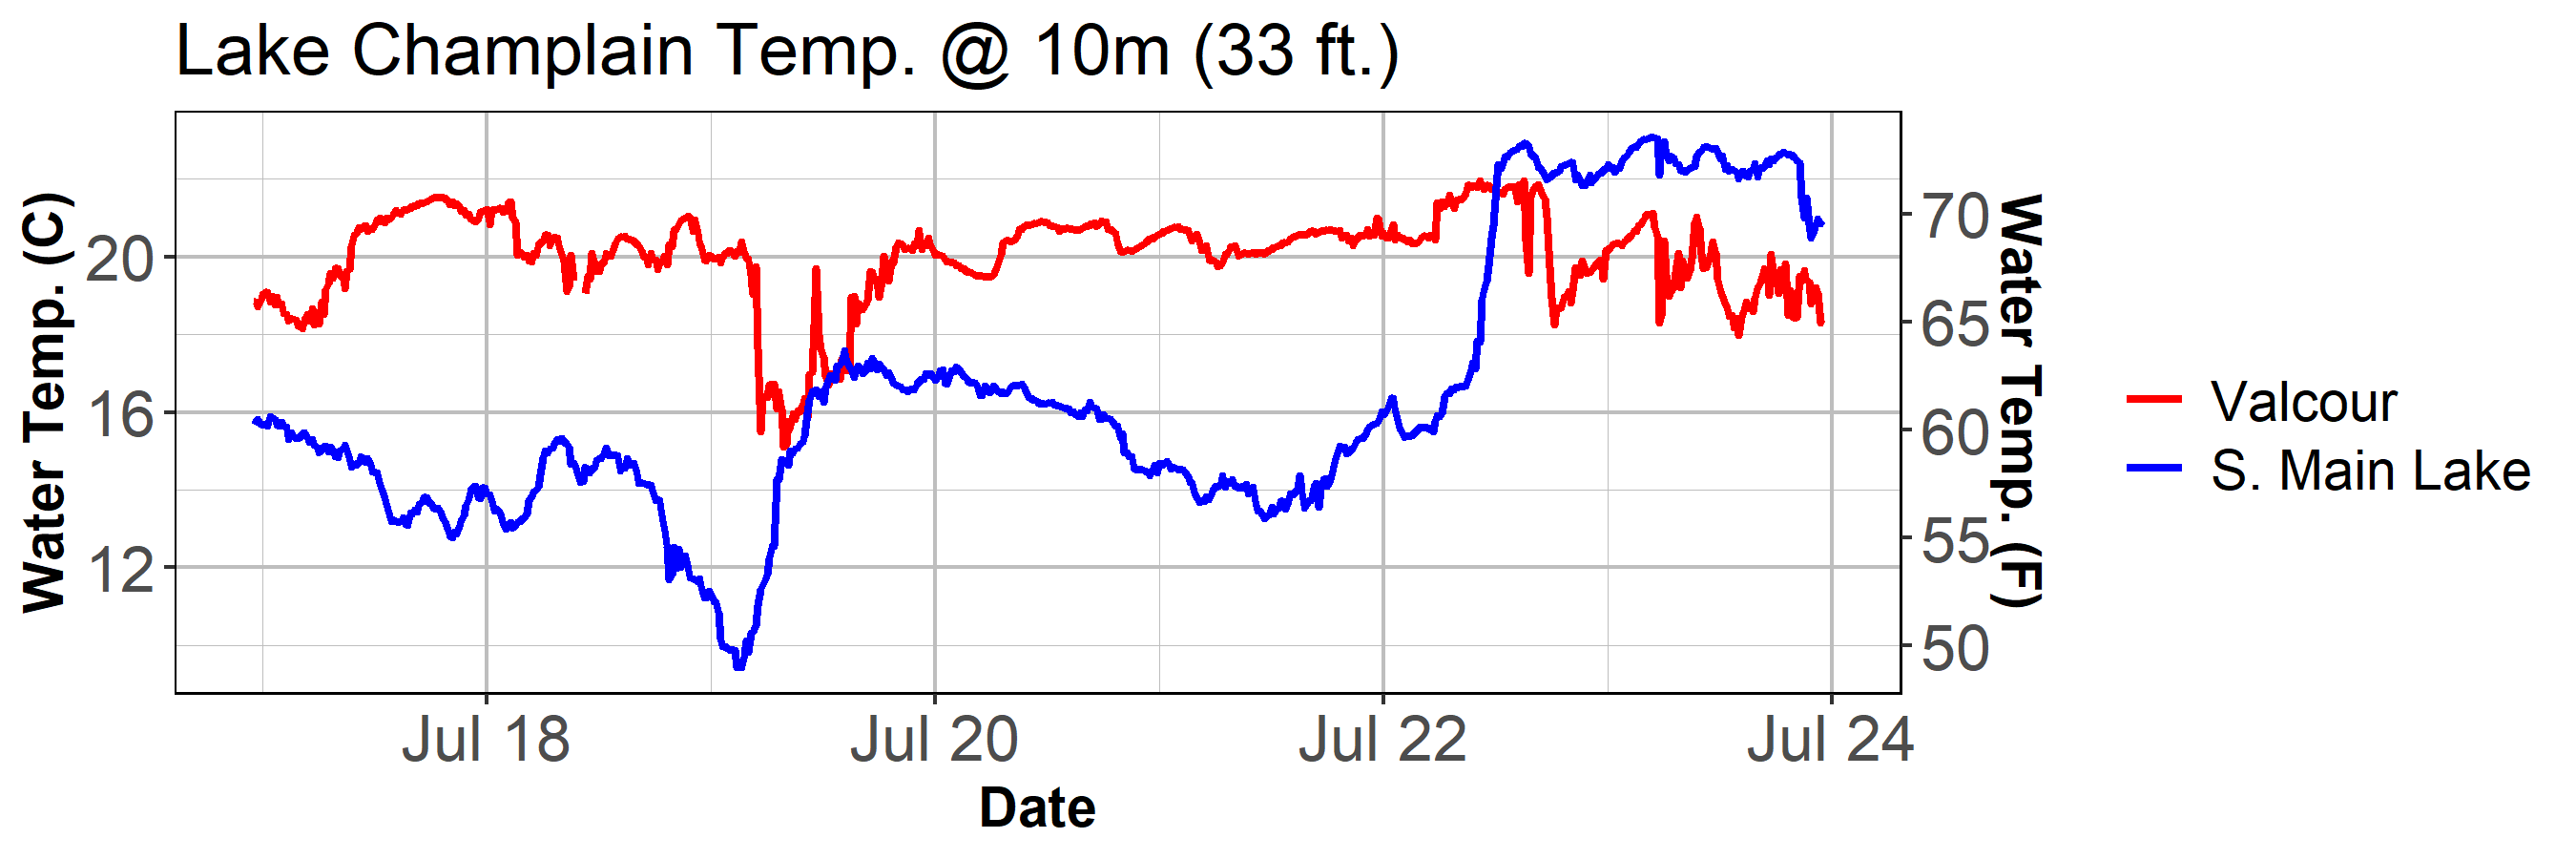 Lake Champlain Temp. @ 10m (33 ft.)
Water Temp. (C)
20
16
12
70
65
60
55
50
Water Temp. (F)
Jul 18
Jul 20
Jul 22
Jul 24
Date
Valcour
S. Main Lake